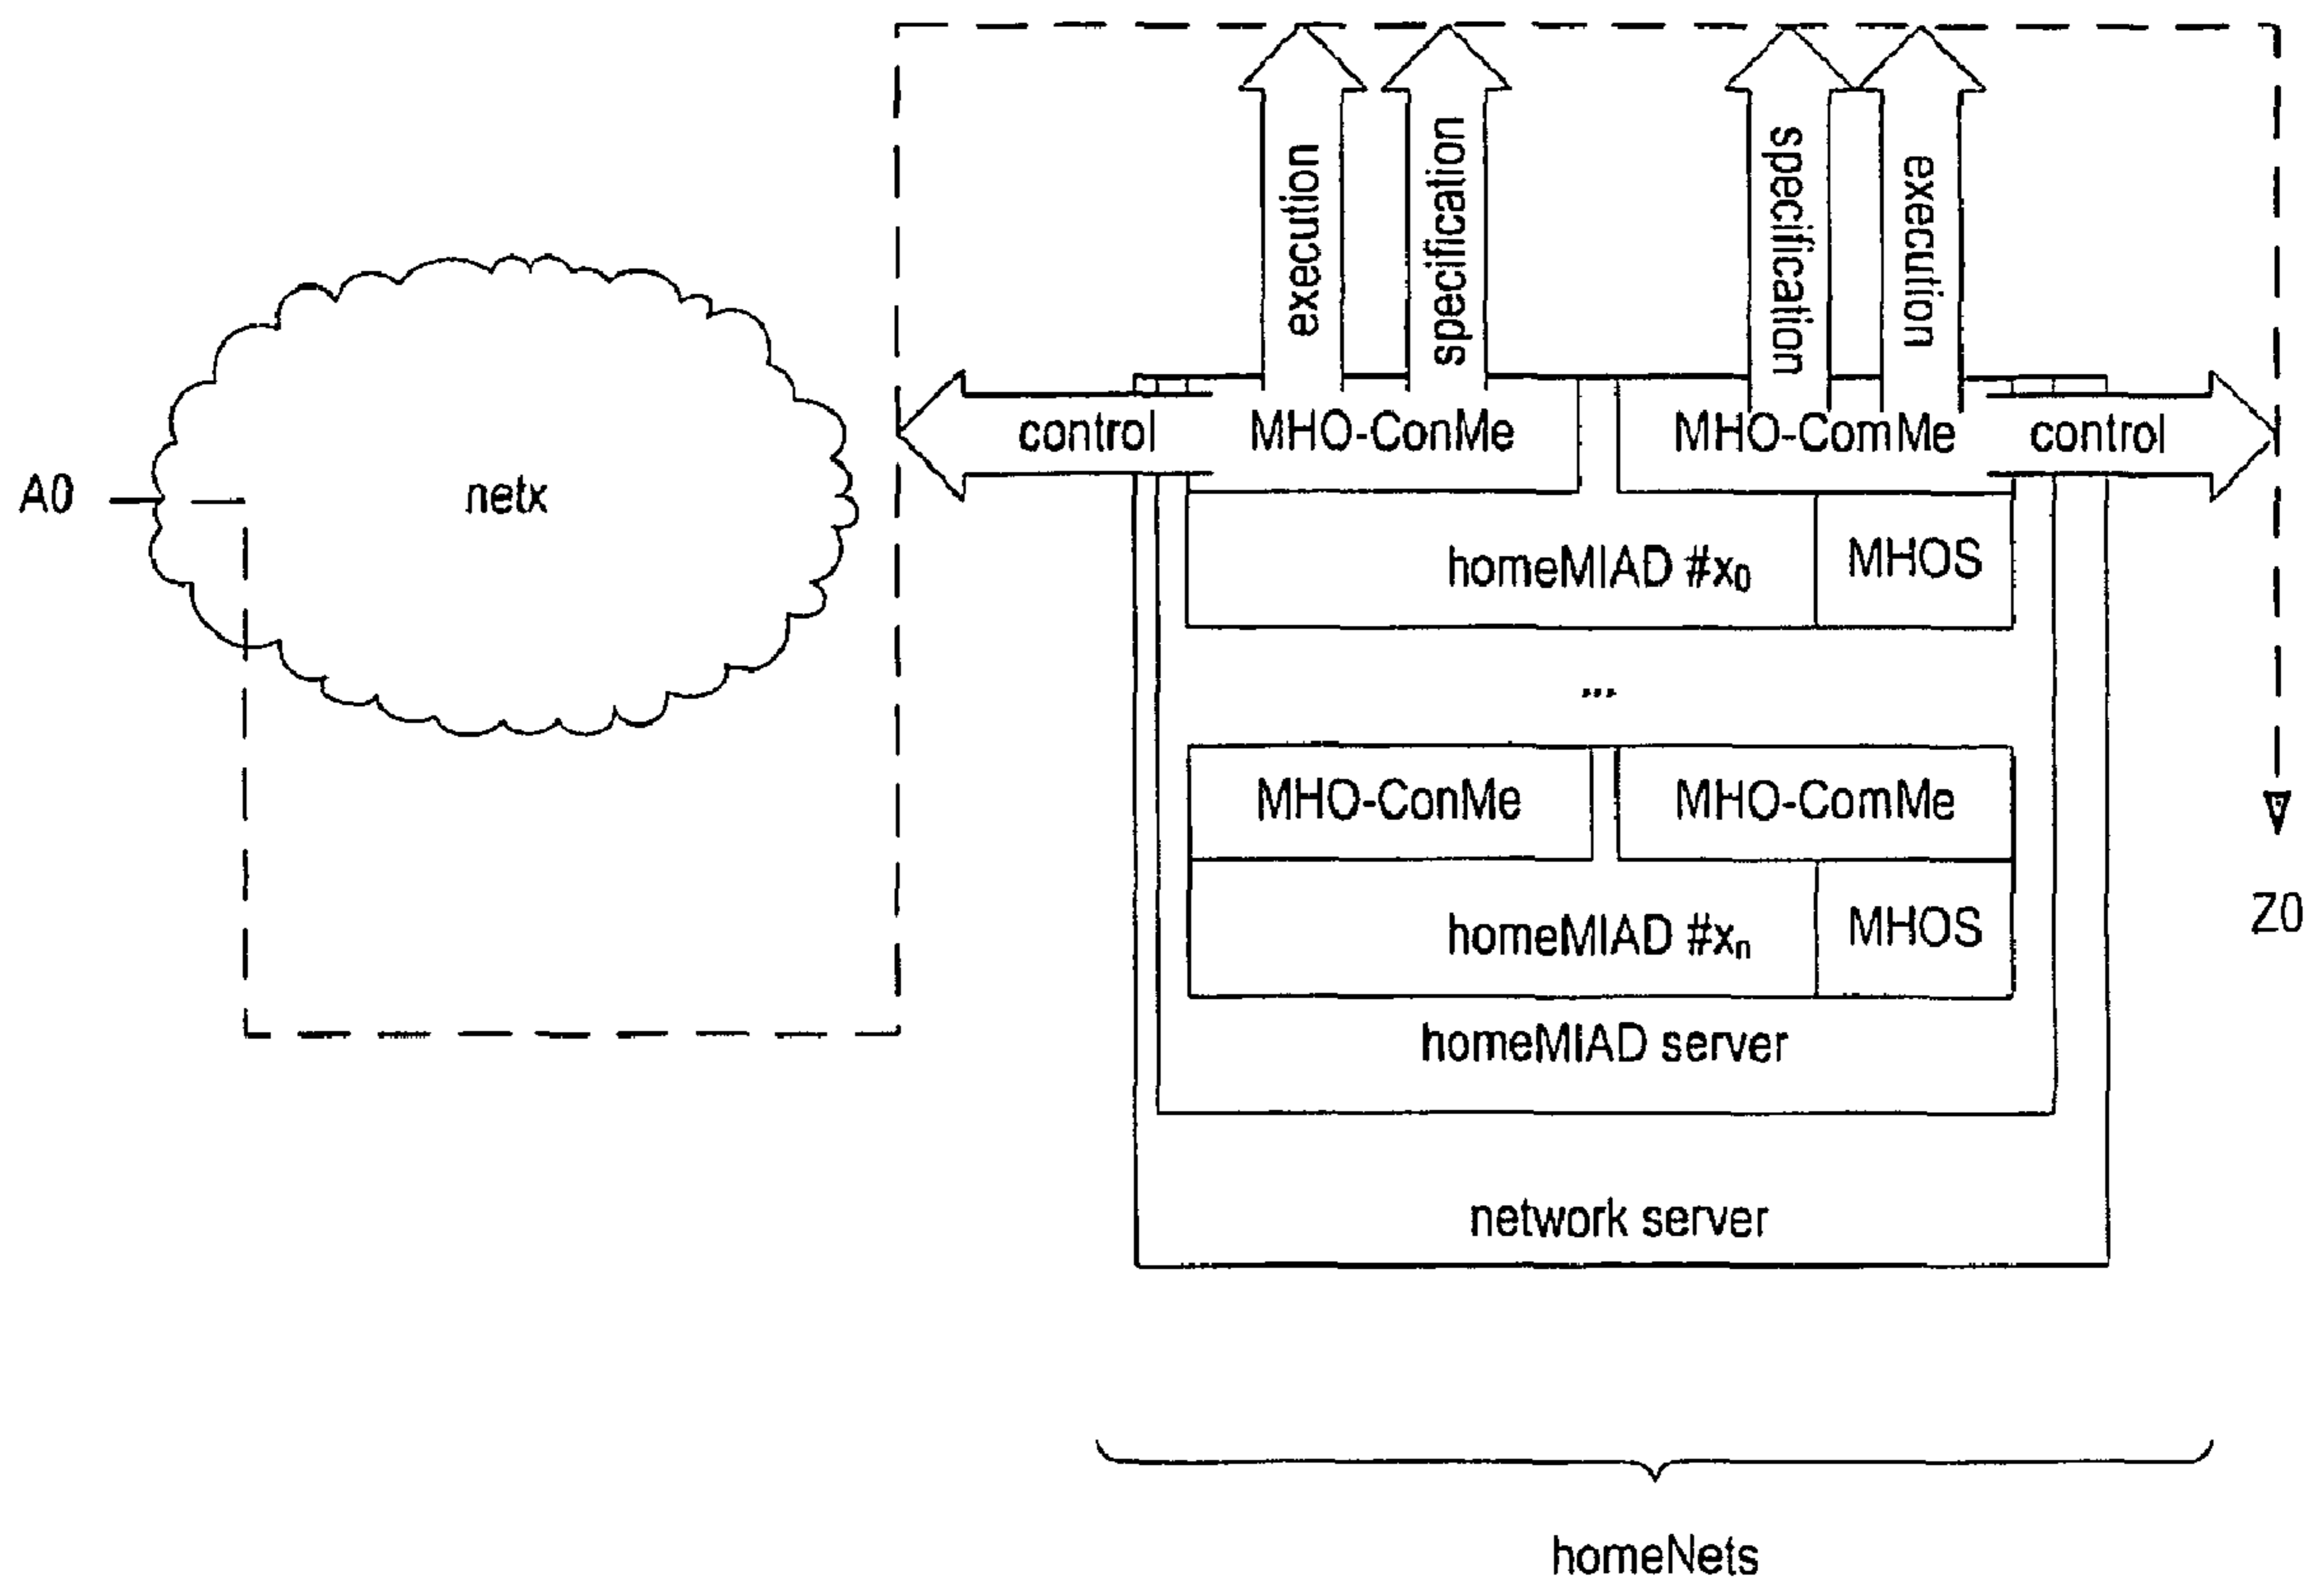 execution
specification
specification
execution
control
MHO-ConMe
MHO-ComMe
control
A0
netx
homeMIAD #x₀
MHOS
...
MHO-ConMe
MHO-ComMe
homeMIAD #xₙ
MHOS
Z0
homeMIAD server
network server
homeNets